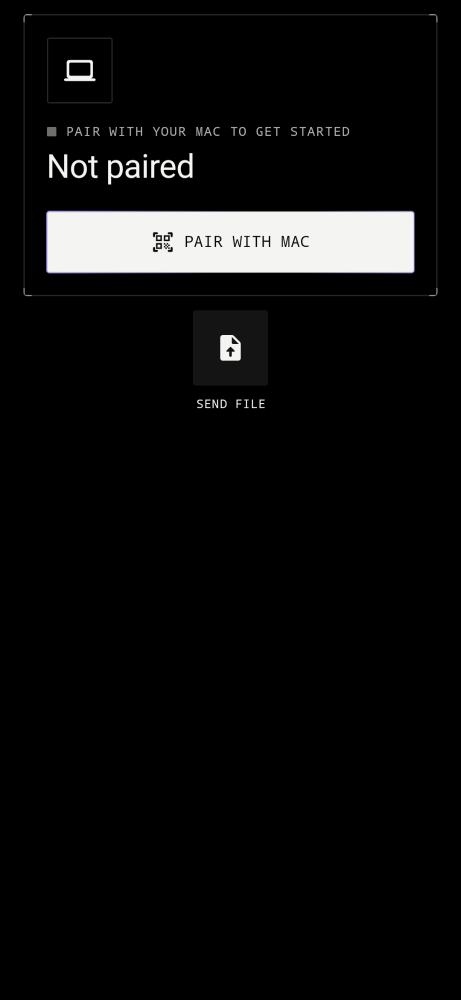 PAIR WITH YOUR MAC TO GET STARTED
Not paired
PAIR WITH MAC
SEND FILE